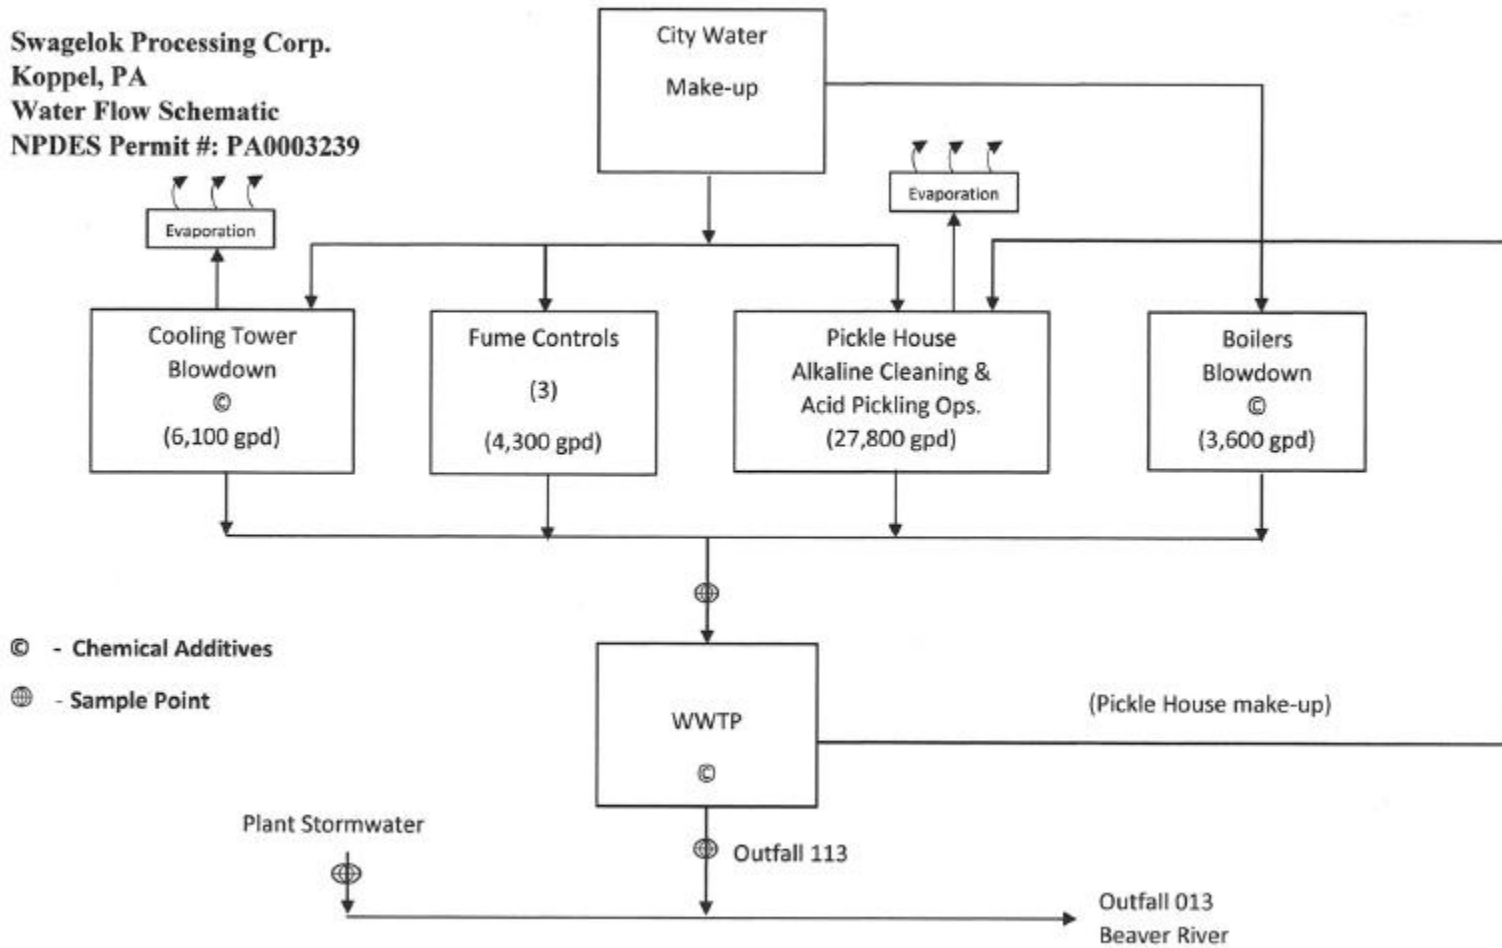 Swagelok Processing Corp.
Koppel, PA
Water Flow Schematic
NPDES Permit #: PA0003239
City Water
Make-up
Evaporation
Evaporation
Cooling Tower
Blowdown
©
(6,100 gpd)
Fume Controls
(3)
(4,300 gpd)
Pickle House
Alkaline Cleaning &
Acid Pickling Ops.
(27,800 gpd)
Boilers
Blowdown
©
(3,600 gpd)
© - Chemical Additives
- Sample Point
WWTP
©
(Pickle House make-up)
Plant Stormwater
Outfall 113
Outfall 013
Beaver River